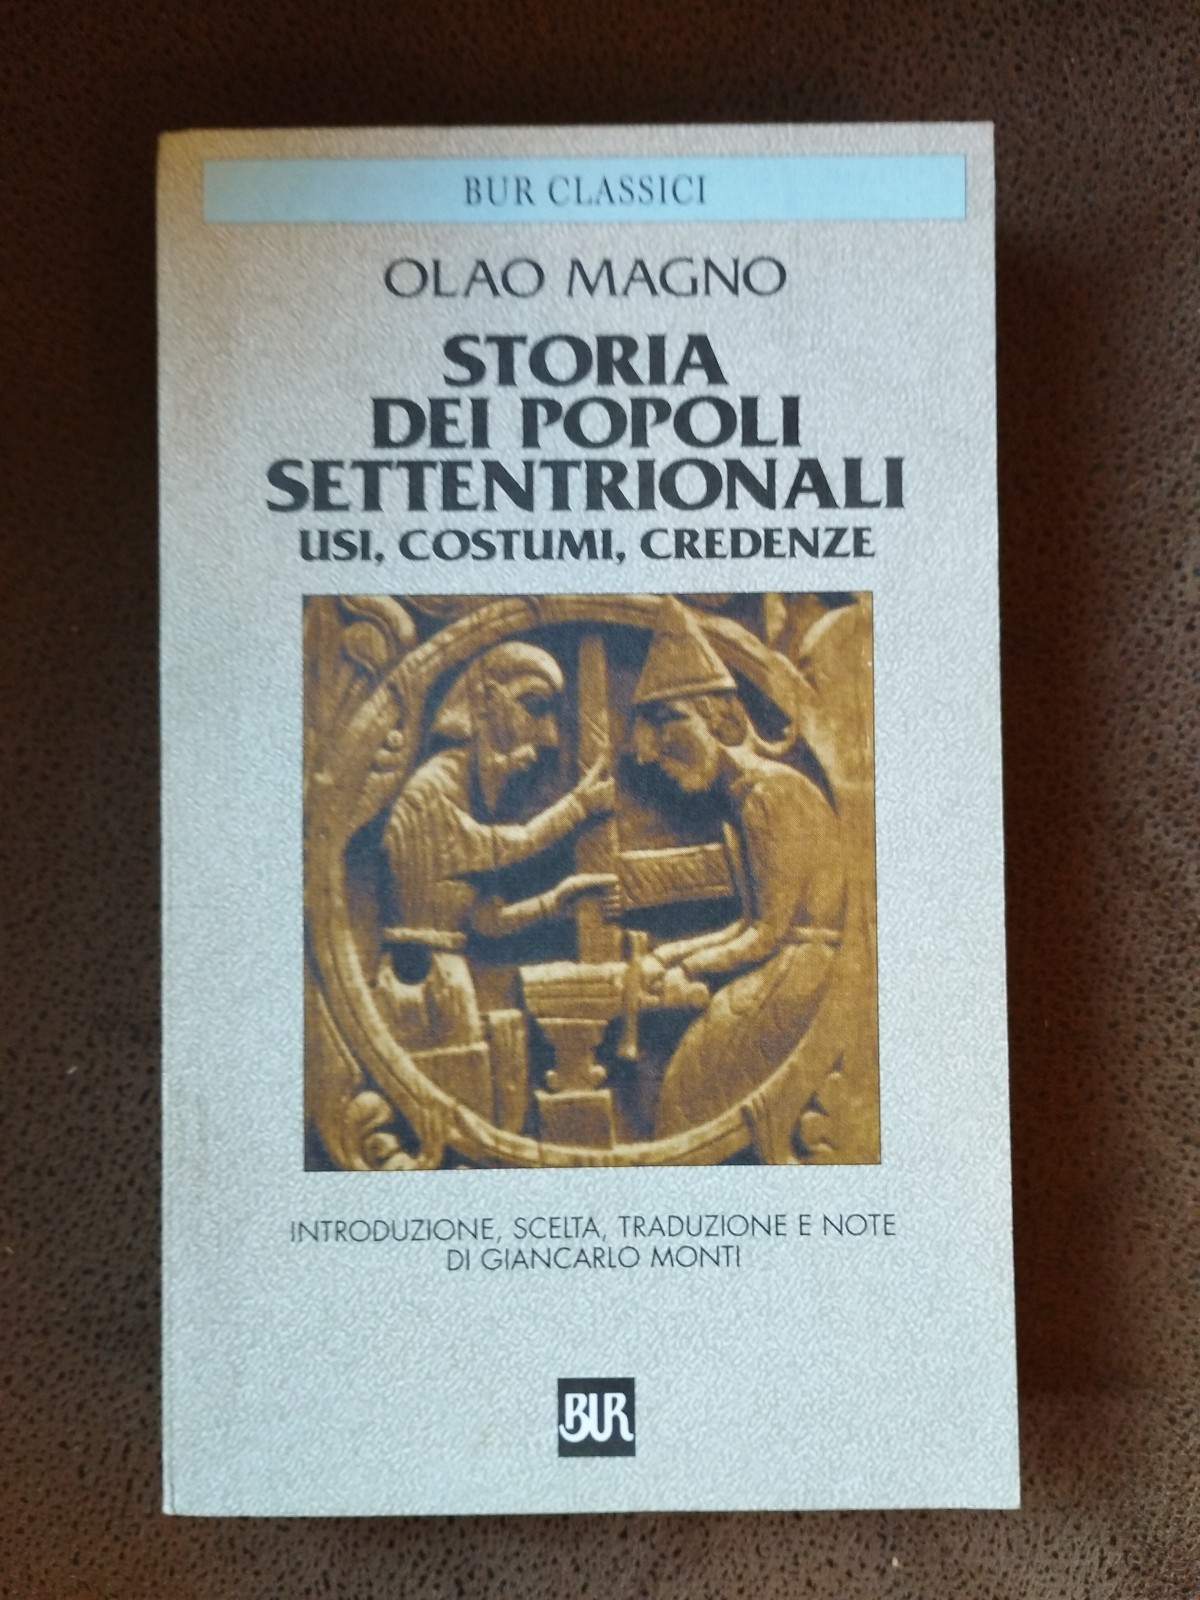 BUR CLASSICI
OLAO MAGNO
STORIA
DEI POPOLI
SETTENTRIONALI
USI, COSTUMI, CREDENZE
INTRODUZIONE, SCELTA, TRADUZIONE E NOTE
DI GIANCARLO MONTI
BUR